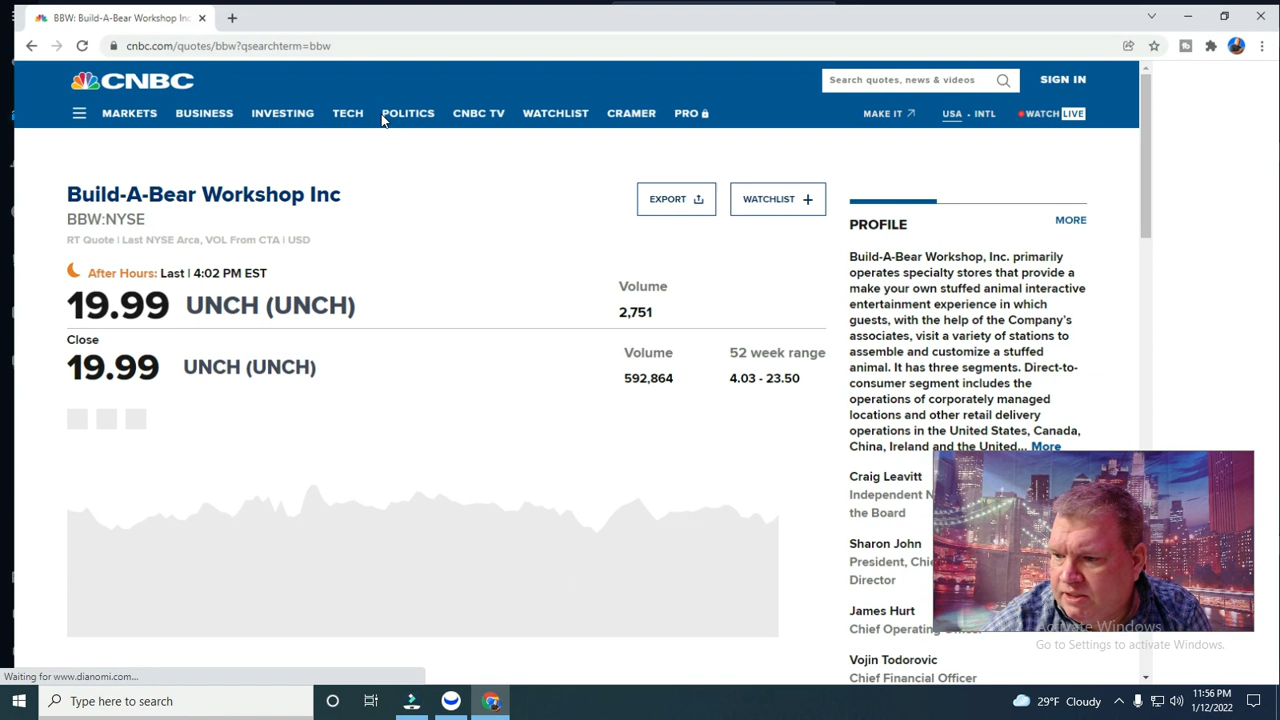 BBW: Build-A-Bear Workshop Inc
cnbc.com/quotes/bbw?qsearchterm=bbw
CNBC
Search quotes, news & videos
SIGN IN
MARKETS BUSINESS INVESTING TECH POLITICS CNBC TV WATCHLIST CRAMER PRO
MAKE IT USA • INTL WATCH LIVE
Build-A-Bear Workshop Inc
BBW:NYSE
RT Quote | Last NYSE Arca, VOL From CTA | USD
EXPORT
WATCHLIST +
After Hours: Last | 4:02 PM EST
19.99 UNCH (UNCH)
Volume
2,751
Close
19.99 UNCH (UNCH)
Volume
592,864
52 week range
4.03 - 23.50
PROFILE
MORE
Build-A-Bear Workshop, Inc. primarily
operates specialty stores that provide a
make your own stuffed animal interactive
entertainment experience in which
guests, with the help of the Company's
associates, visit a variety of stations to
assemble and customize a stuffed
animal. It has three segments. Direct-to-
consumer segment includes the
operations of corporately managed
locations and other retail delivery
operations in the United States, Canada,
China, Ireland and the United... More
Craig Leavitt
Independent
the Board
Sharon John
President,
Director
James Hurt
Chief Operating
Vojin Todorovic
Chief Financial Officer
Activate Windows
Go to Settings to activate Windows.
Waiting for www.dianomi.com...
Type here to search
29°F Cloudy
11:56 PM
1/12/2022